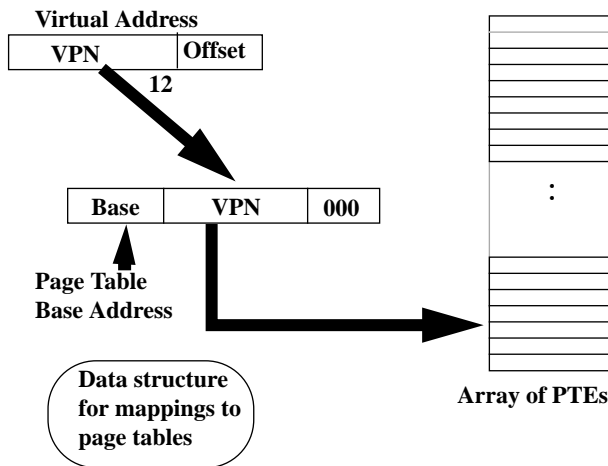 Virtual Address
VPN Offset
12
Base VPN 000
:
Page Table
Base Address
Data structure
for mappings to
page tables
Array of PTEs